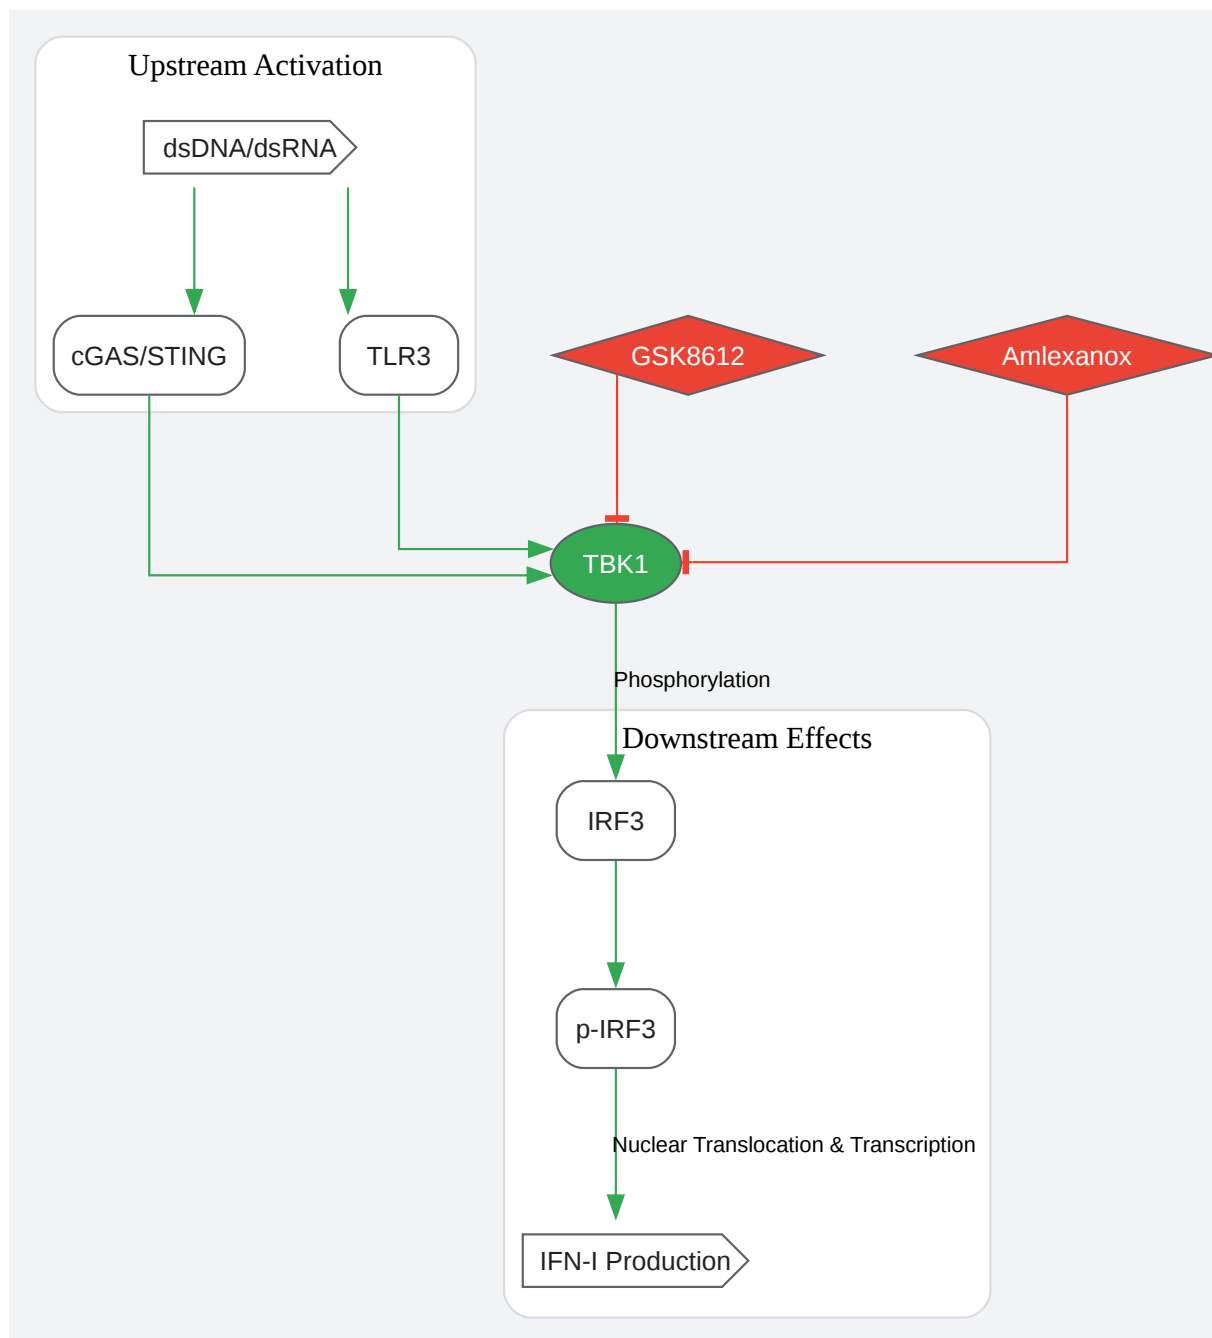 Upstream Activation
dsDNA/dsRNA
cGAS/STING
TLR3
GSK8612
Amlexanox
TBK1
Phosphorylation
Downstream Effects
IRF3
p-IRF3
Nuclear Translocation & Transcription
IFN-I Production